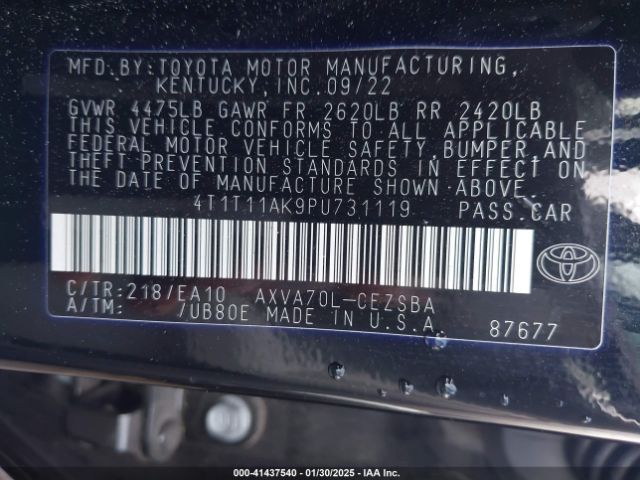 MFD.BY:TOYOTA MOTOR MANUFACTURING,
KENTUCKY, INC. 09/22
GVWR 4475LB GAWR FR 2620LB RR 2420LB
THIS VEHICLE CONFORMS TO ALL APPLICABLE
FEDERAL MOTOR VEHICLE SAFETY, BUMPER, AND
THEFT PREVENTION STANDARDS IN EFFECT ON
THE DATE OF MANUFACTURE SHOWN ABOVE.
4T1T11AK9PU731119 PASS.CAR
C/TR:218/EA10 AXVA70L-CEZSBA
A/TM: /UB80E MADE IN U.S.A. 87677
000-41437540 - 01/30/2025 - IAA Inc.